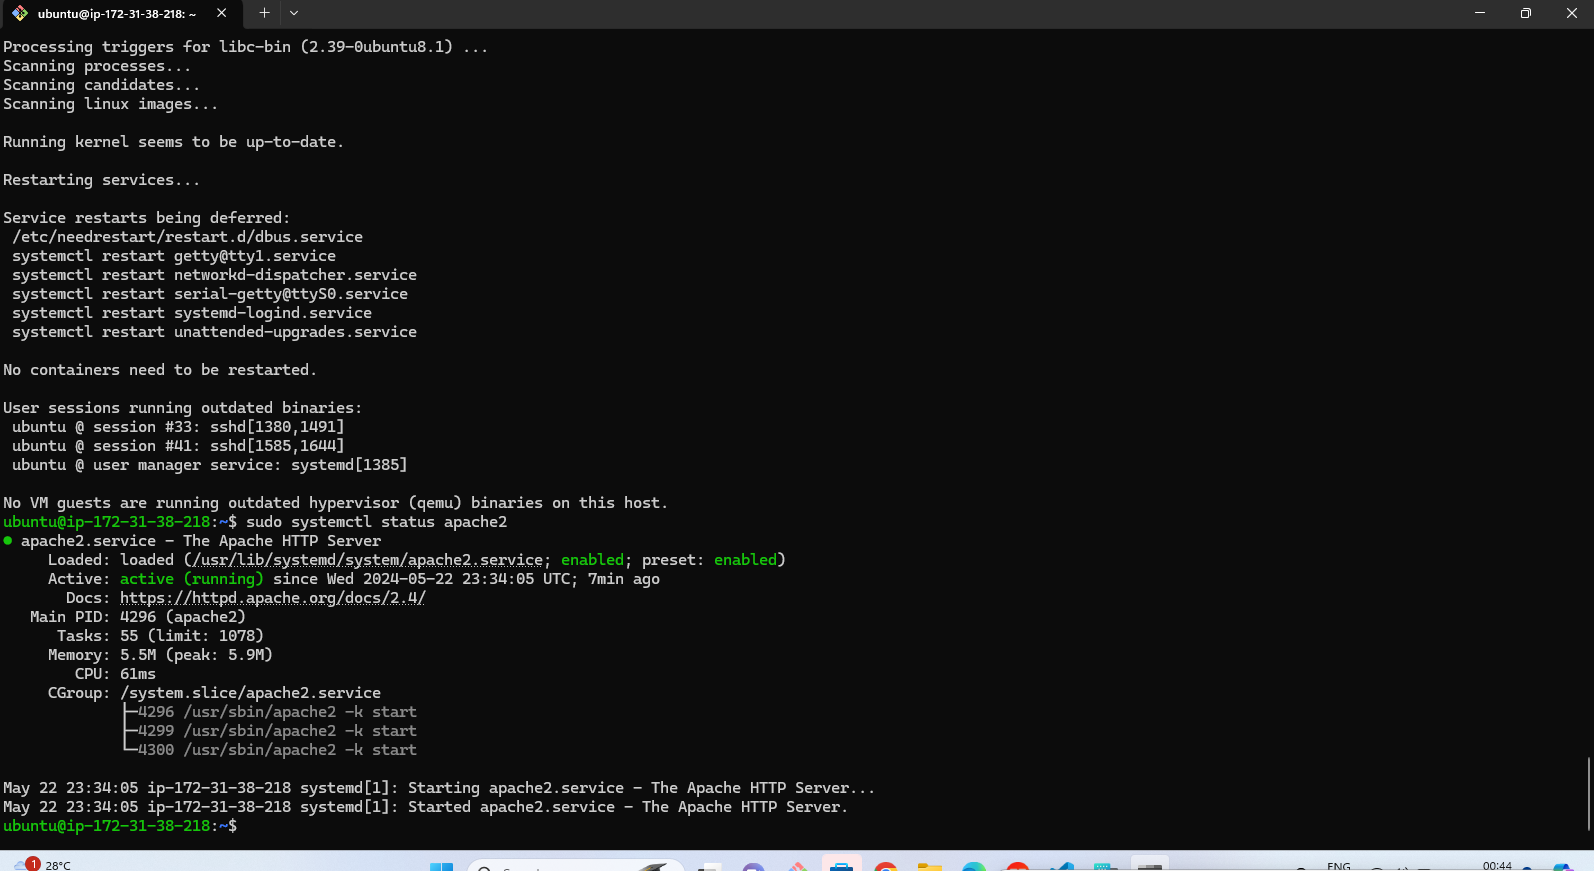 ubuntu@ip-172-31-38-218: ~
Processing triggers for libc-bin (2.39-0ubuntu8.1) ...
Scanning processes...
Scanning candidates...
Scanning linux images...
Running kernel seems to be up-to-date.
Restarting services...
Service restarts being deferred:
/etc/needrestart/restart.d/dbus.service
systemctl restart getty@tty1.service
systemctl restart networkd-dispatcher.service
systemctl restart serial-getty@ttyS0.service
systemctl restart systemd-logind.service
systemctl restart unattended-upgrades.service
No containers need to be restarted.
User sessions running outdated binaries:
ubuntu @ session #33: sshd[1380,1491]
ubuntu @ session #41: sshd[1585,1644]
ubuntu @ user manager service: systemd[1385]
No VM guests are running outdated hypervisor (qemu) binaries on this host.
ubuntu@ip-172-31-38-218:~$ sudo systemctl status apache2
● apache2.service - The Apache HTTP Server
Loaded: loaded (/usr/lib/systemd/system/apache2.service; enabled; preset: enabled)
Active: active (running) since Wed 2024-05-22 23:34:05 UTC; 7min ago
Docs: https://httpd.apache.org/docs/2.4/
Main PID: 4296 (apache2)
Tasks: 55 (limit: 1078)
Memory: 5.5M (peak: 5.9M)
CPU: 61ms
CGroup: /system.slice/apache2.service
├─4296 /usr/sbin/apache2 -k start
├─4299 /usr/sbin/apache2 -k start
└─4300 /usr/sbin/apache2 -k start
May 22 23:34:05 ip-172-31-38-218 systemd[1]: Starting apache2.service - The Apache HTTP Server...
May 22 23:34:05 ip-172-31-38-218 systemd[1]: Started apache2.service - The Apache HTTP Server.
ubuntu@ip-172-31-38-218:~$
1 28°C
ENG
00:44